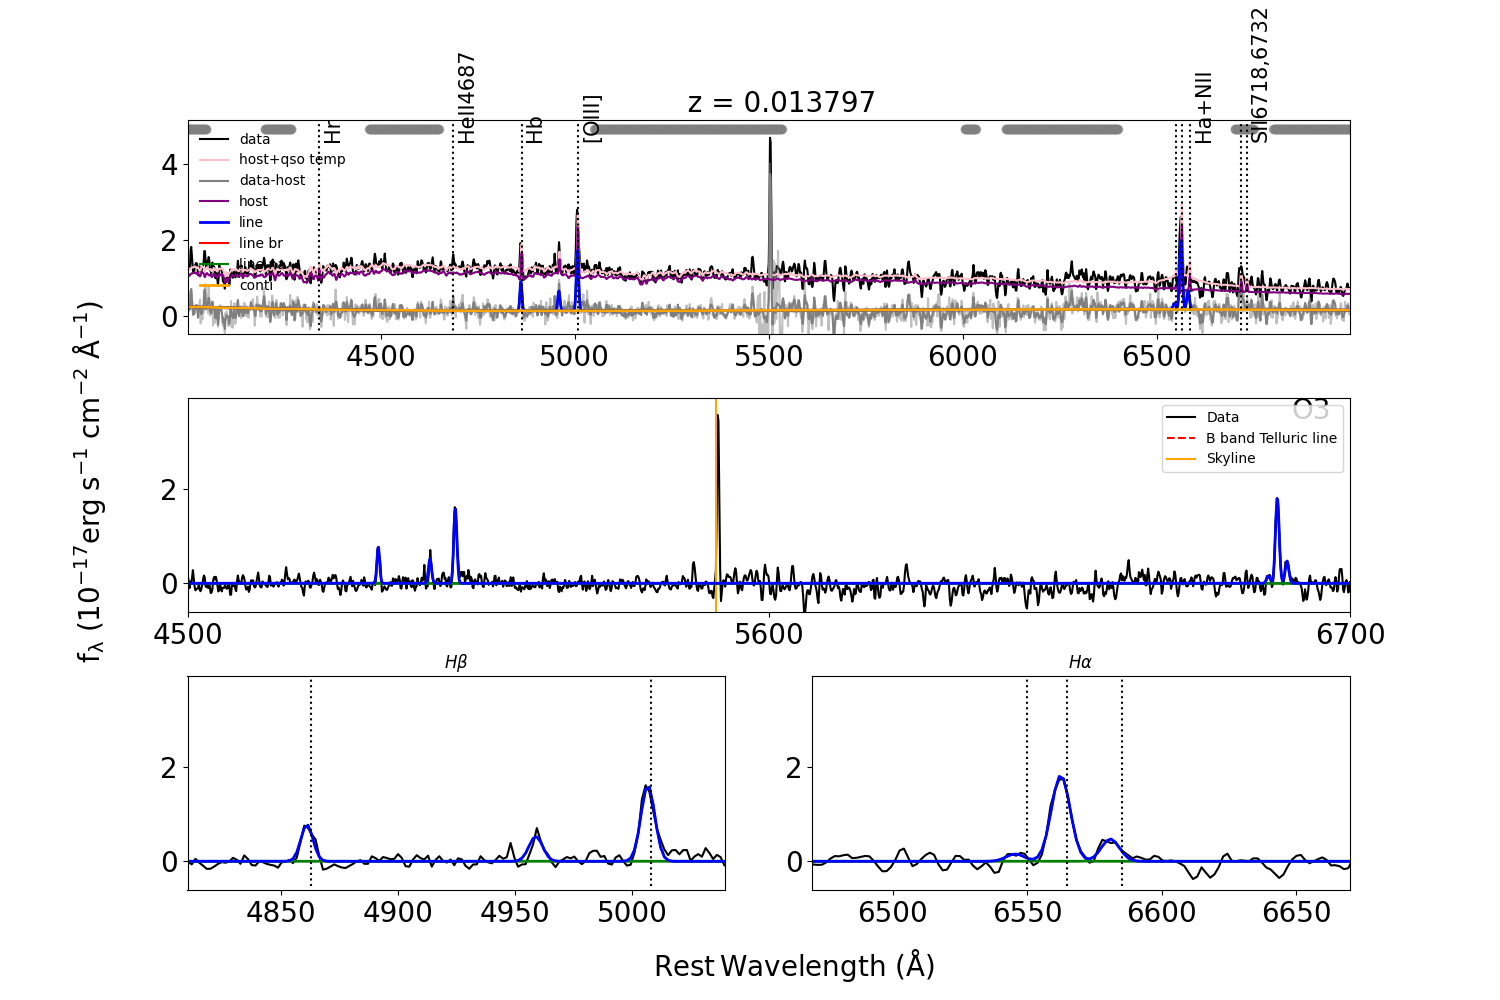 z = 0.013797
Hr
HeII4687
Hb
[OIII]
Ha+NII
SII6718,6732
data
host+qso temp
data-host
host
line
line br
conti
4
2
0
4500 5000 5500 6000 6500
O3
Data
B band Telluric line
Skyline
2
0
4500 5600 6700
fλ (10⁻¹⁷erg s⁻¹ cm⁻² Å⁻¹)
Hβ
Hα
2
0
4850 4900 4950 5000
2
0
6500 6550 6600 6650
Rest Wavelength (Å)